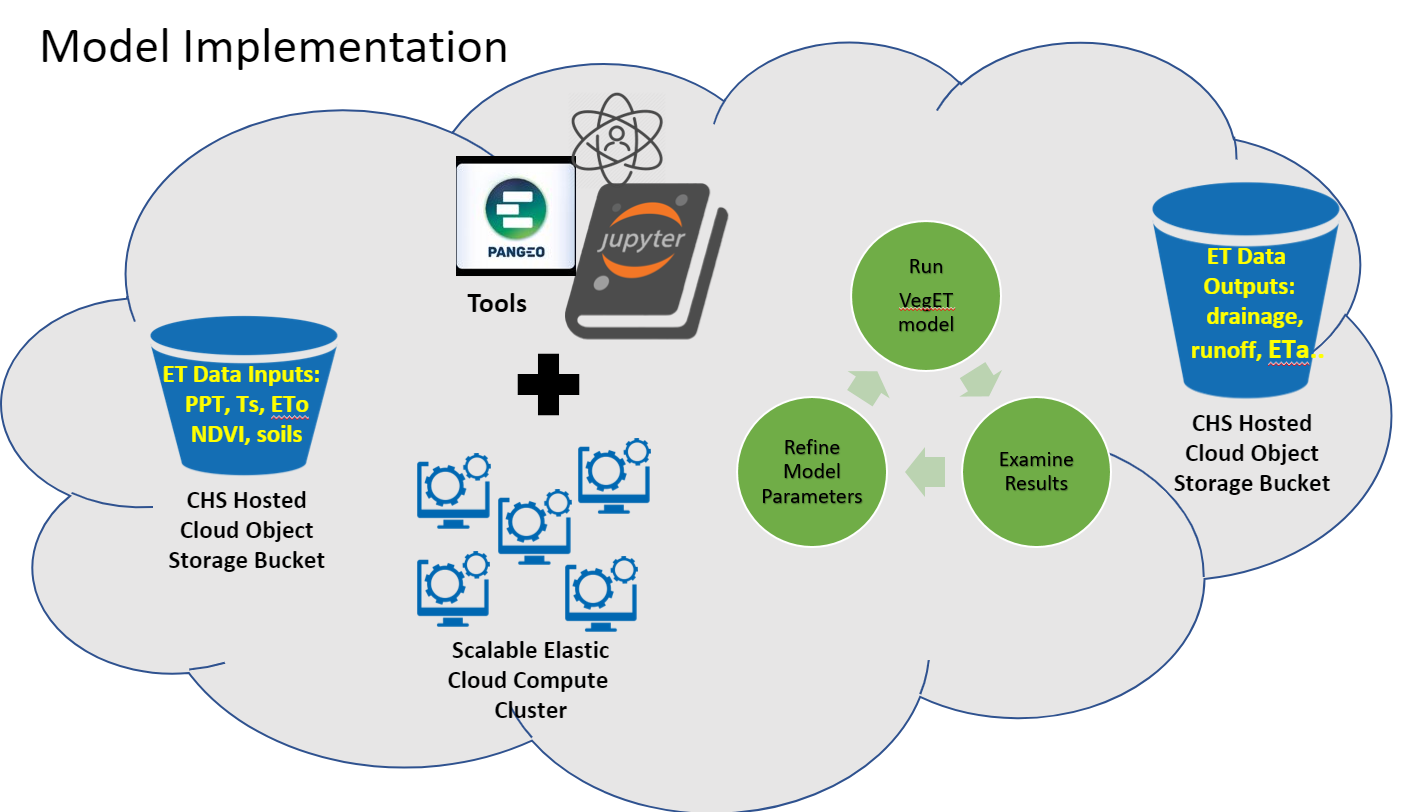 Model Implementation
PANGEO
jupyter
Tools
ET Data Inputs:
PPT, Ts, ETo
NDVI, soils
CHS Hosted
Cloud Object
Storage Bucket
Scalable Elastic
Cloud Compute
Cluster
Run
VegET
model
Examine
Results
Refine
Model
Parameters
ET Data
Outputs:
drainage,
runoff, ETa..
CHS Hosted
Cloud Object
Storage Bucket